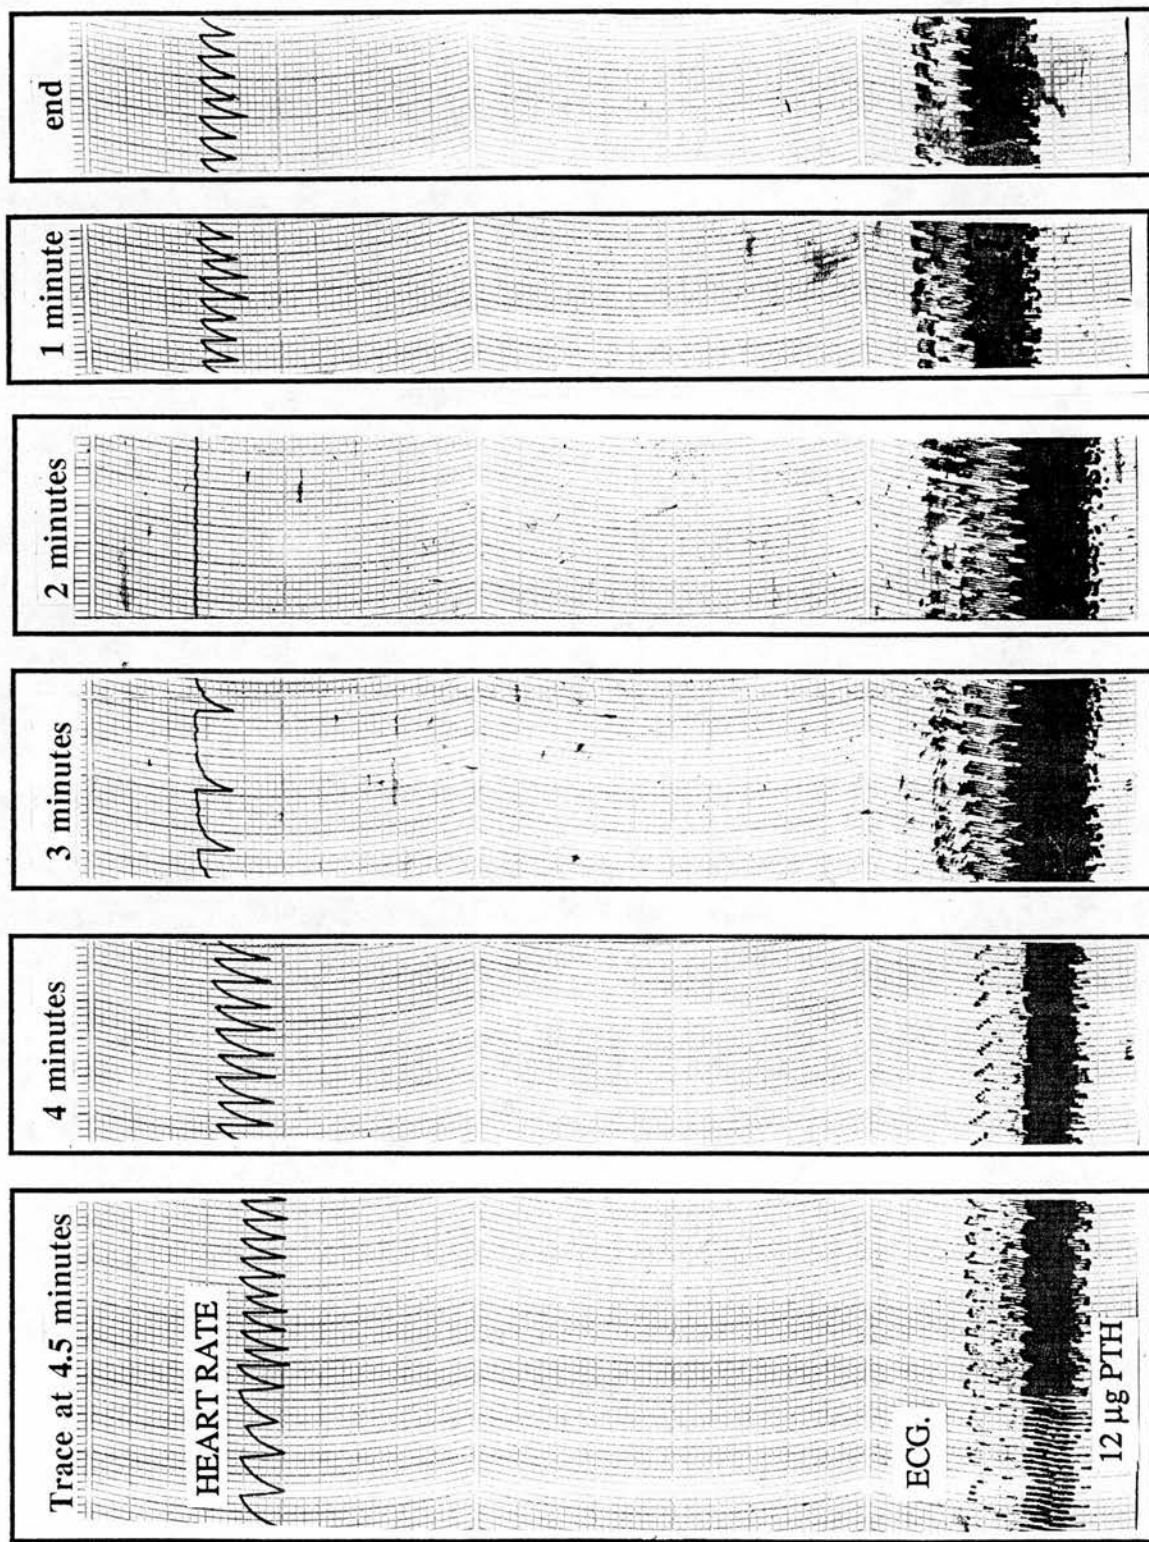 Trace at 4.5 minutes
4 minutes
3 minutes
2 minutes
1 minute
end
HEART RATE
ECG.
12 µg PTH